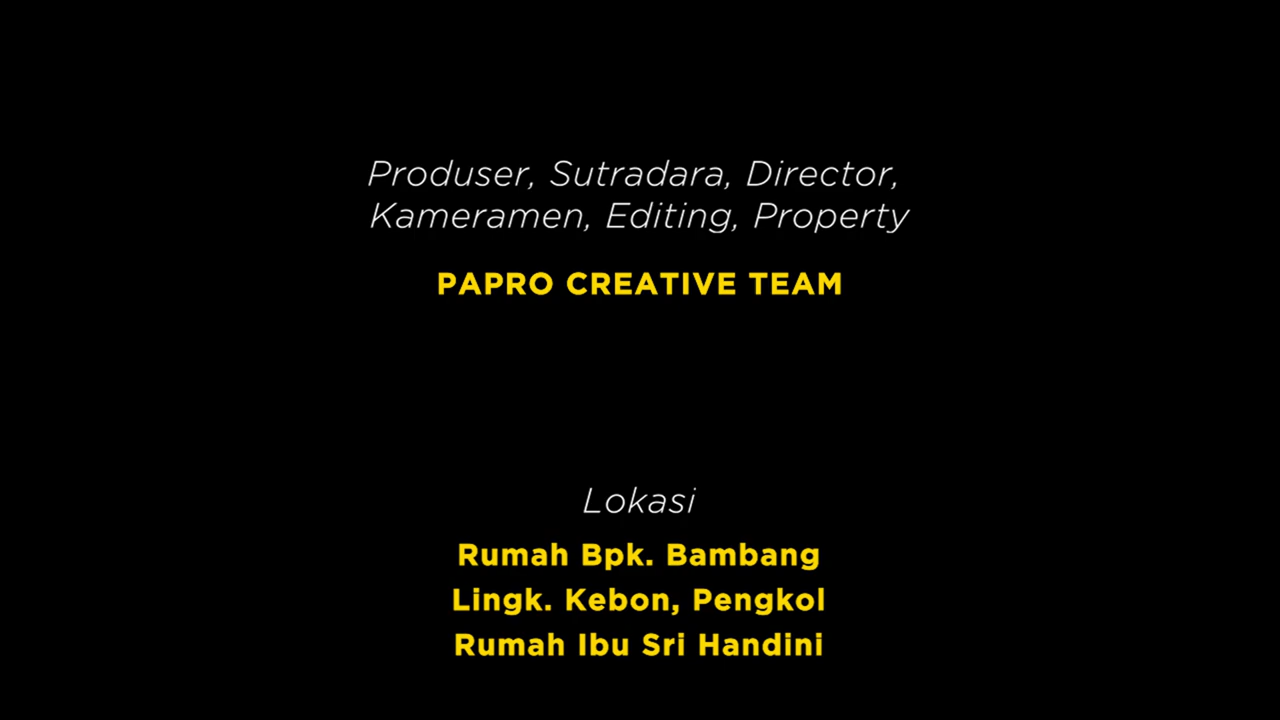 Produser, Sutradara, Director,
Kameramen, Editing, Property
PAPRO CREATIVE TEAM
Lokasi
Rumah Bpk. Bambang
Lingk. Kebon, Pengkol
Rumah Ibu Sri Handini